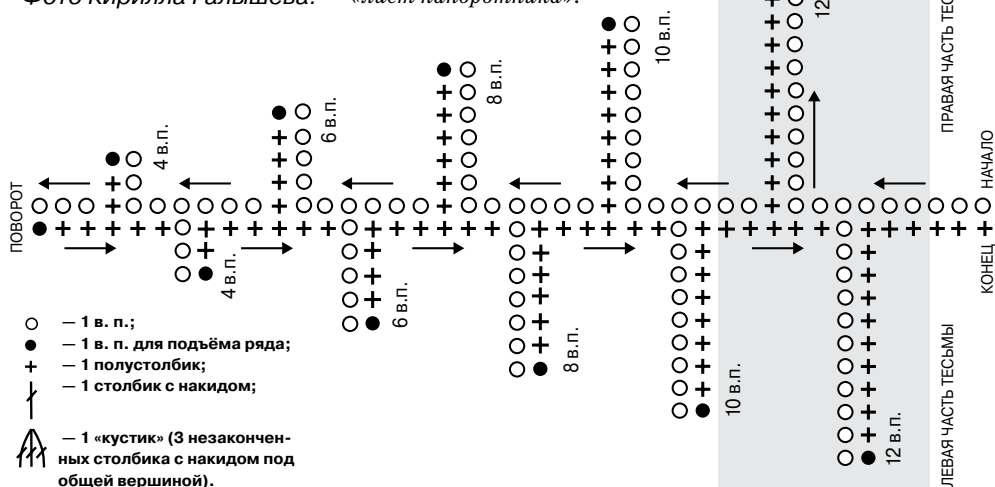 Фото Кирилла Галышева.
«лист папоротника».
12
10 в.п.
8 в.п.
6 в.п.
4 в.п.
ПРАВАЯ ЧАСТЬ ТЕС
ПОВОРОТ
НАЧАЛО
КОНЕЦ
4 в.п.
6 в.п.
8 в.п.
10 в.п.
12 в.п.
ЛЕВАЯ ЧАСТЬ ТЕСЬМЫ
— 1 в. п.;
— 1 в. п. для подъёма ряда;
— 1 полустолбик;
— 1 столбик с накидом;
— 1 «кустик» (3 незакончен-
ных столбика с накидом под
общей вершиной).